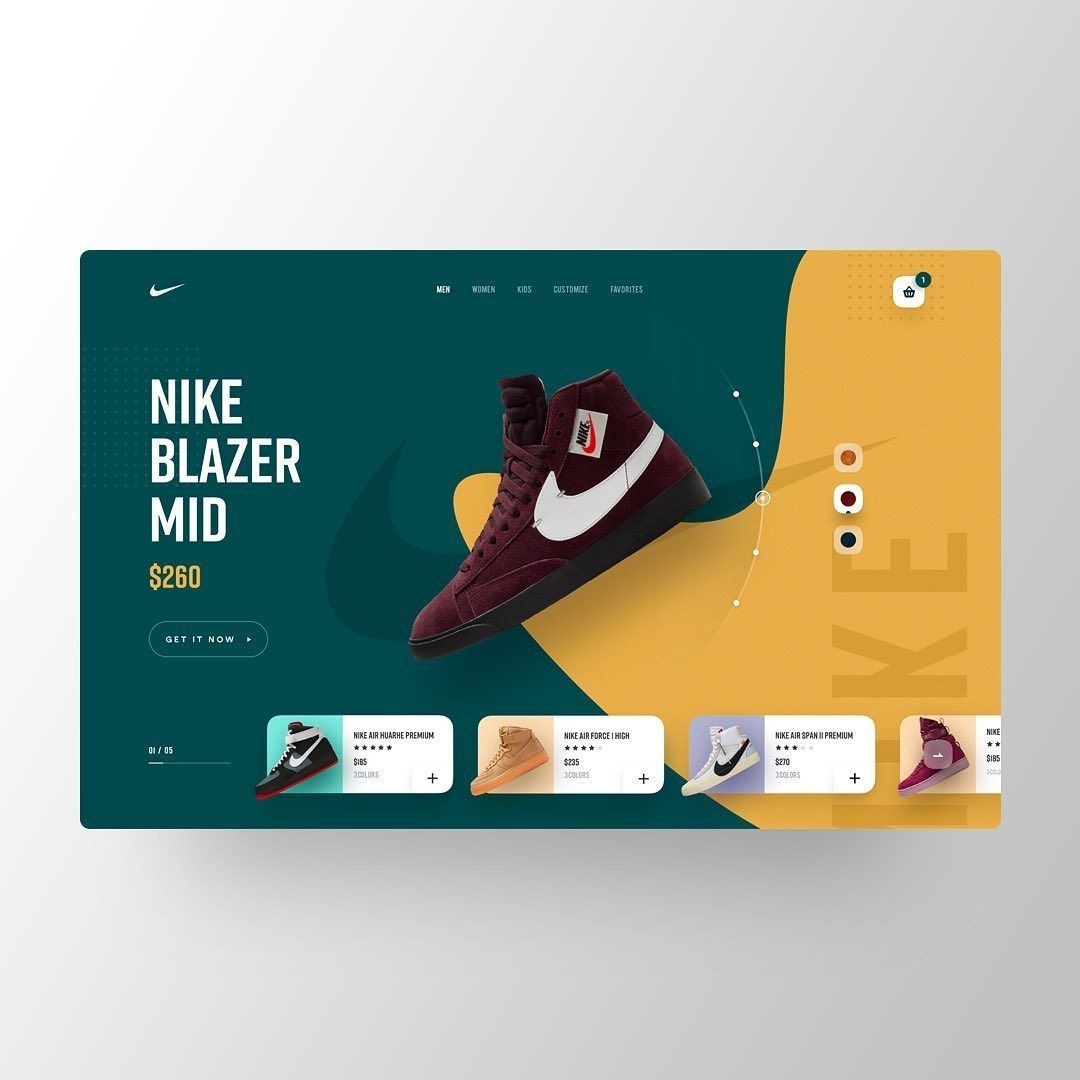 MEN WOMEN KIDS CUSTOMIZE FAVORITES
1
NIKE
BLAZER
MID
$260
GET IT NOW
NIKE
NIKE
01 / 05
NIKE AIR HUARHE PREMIUM
$185
3 COLORS
NIKE AIR FORCE 1 HIGH
$235
3 COLORS
NIKE AIR SPAN II PREMIUM
$270
3 COLORS
$185